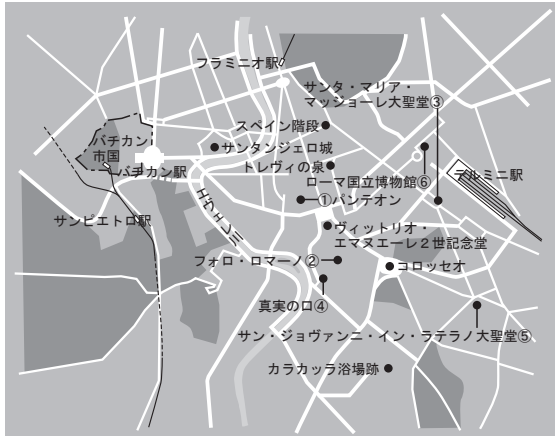 フラミニオ駅
サンタ・マリア・
マッジョーレ大聖堂③
スペイン階段
バチカン
市国
サンタンジェロ城
バチカン駅
トレヴィの泉
ローマ国立博物館⑥
テルミニ駅
①パンテオン
テヴェレ川
サンピエトロ駅
ヴィットリオ・
エマヌエーレ2世記念堂
フォロ・ロマーノ②
コロッセオ
真実の口④
サン・ジョヴァンニ・イン・ラテラノ大聖堂⑤
カラカッラ浴場跡